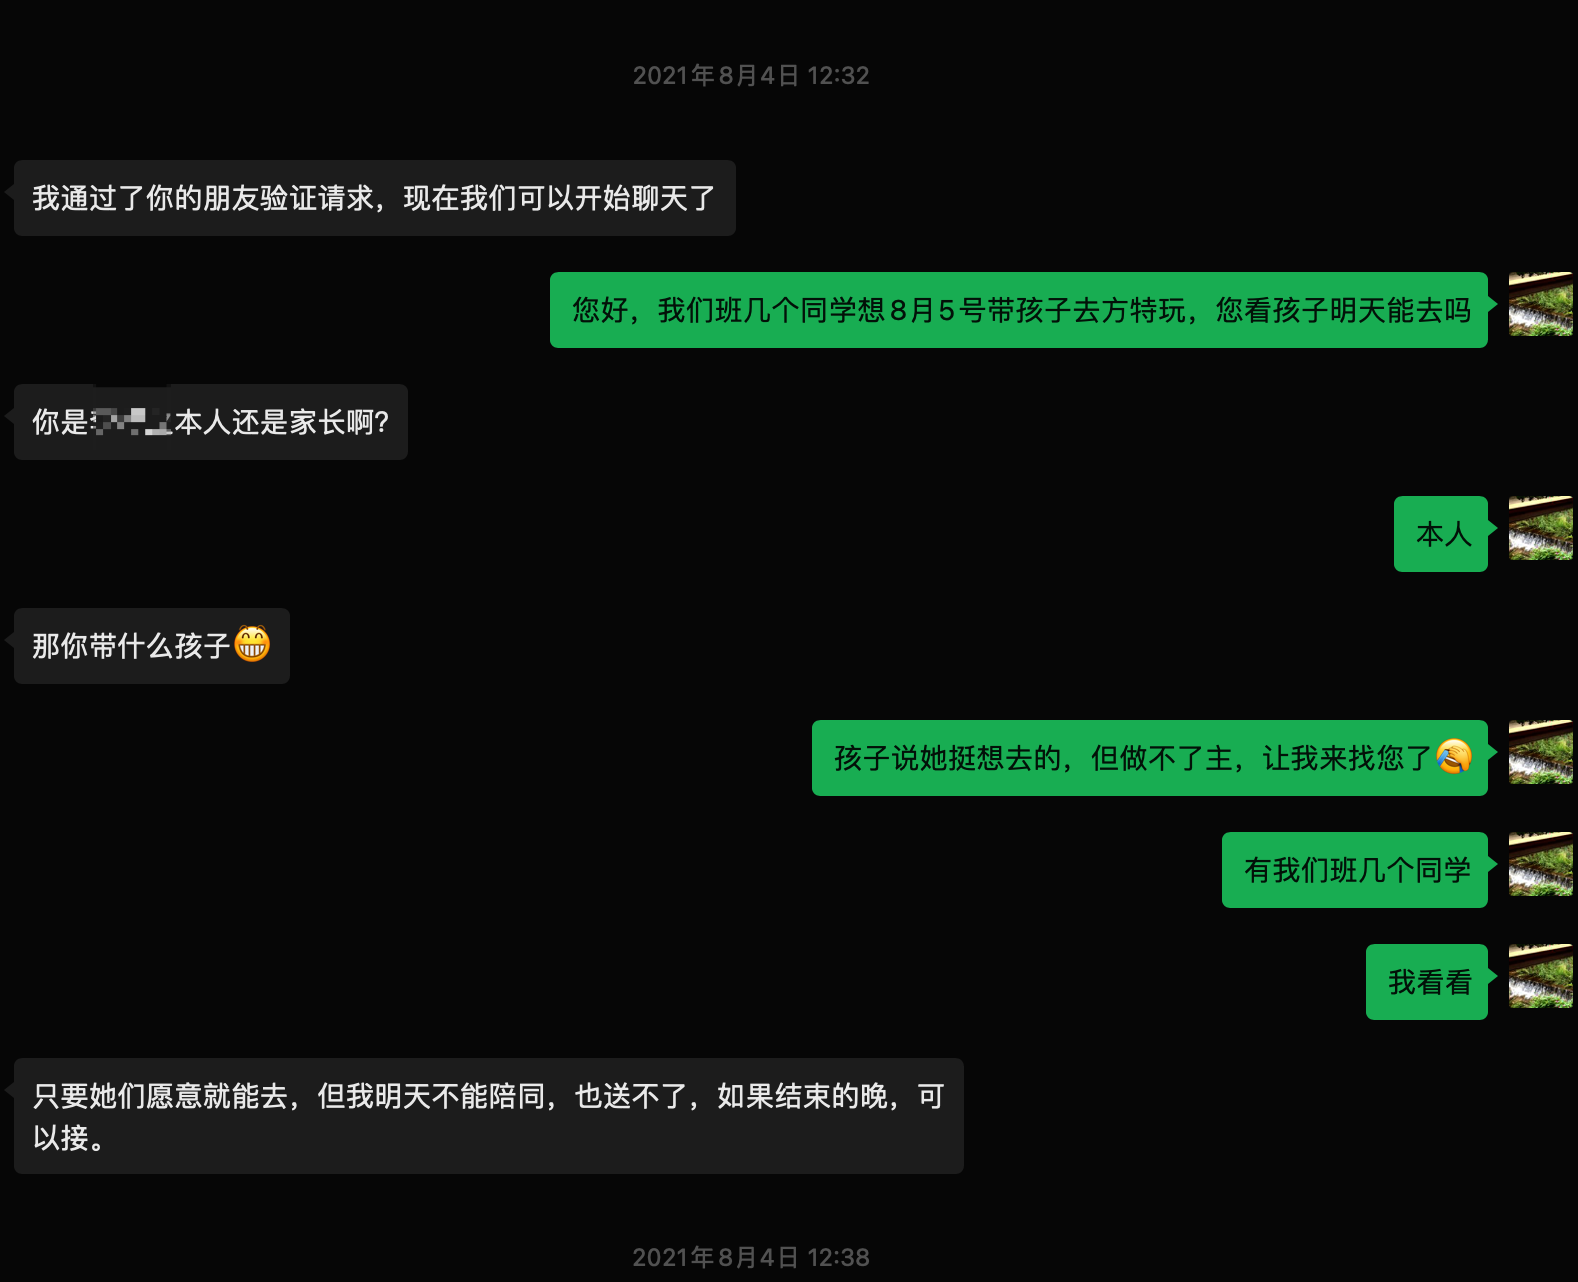 2021年8月4日 12:32
我通过了你的朋友验证请求，现在我们可以开始聊天了
您好，我们班几个同学想8月5号带孩子去方特玩，您看孩子明天能去吗
你是本人还是家长啊?
本人
那你带什么孩子😁
孩子说她挺想去的，但做不了主，让我来找您了
有我们班几个同学
我看看
只要她们愿意就能去，但我明天不能陪同，也送不了，如果结束的晚，可
以接。
2021年8月4日 12:38